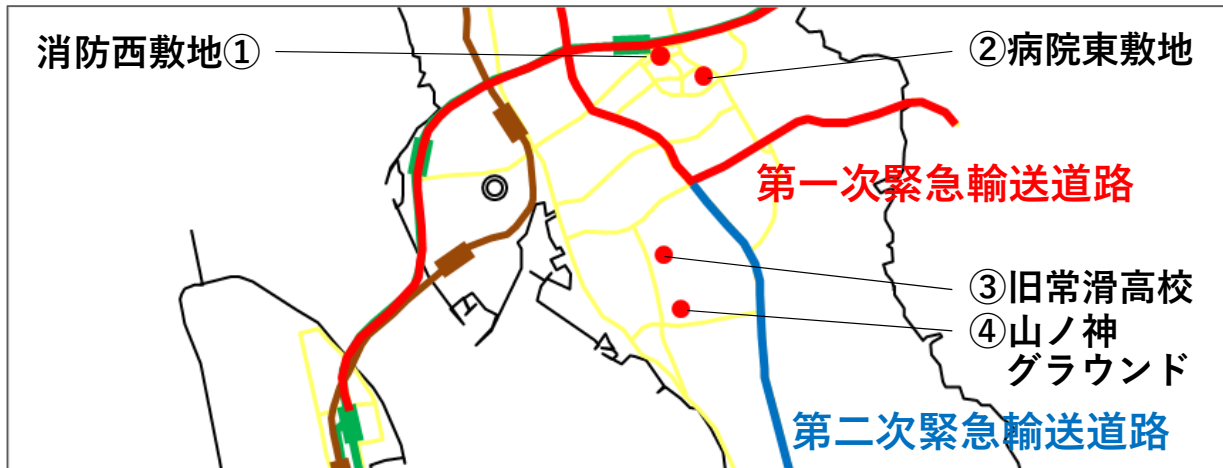 消防西敷地①
②病院東敷地
第一次緊急輸送道路
③旧常滑高校
④山ノ神
グラウンド
第二次緊急輸送道路